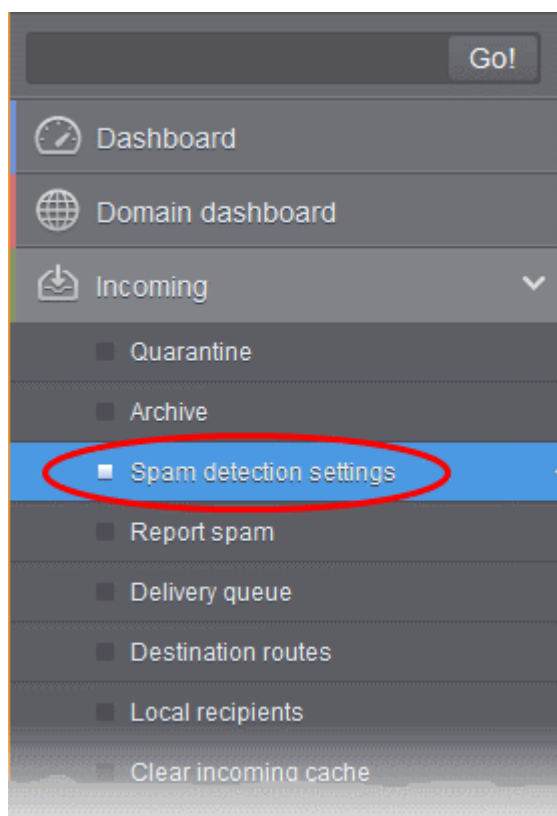 Go!
Dashboard
Domain dashboard
Incoming
Quarantine
Archive
Spam detection settings
Report spam
Delivery queue
Destination routes
Local recipients
Clear incoming cache